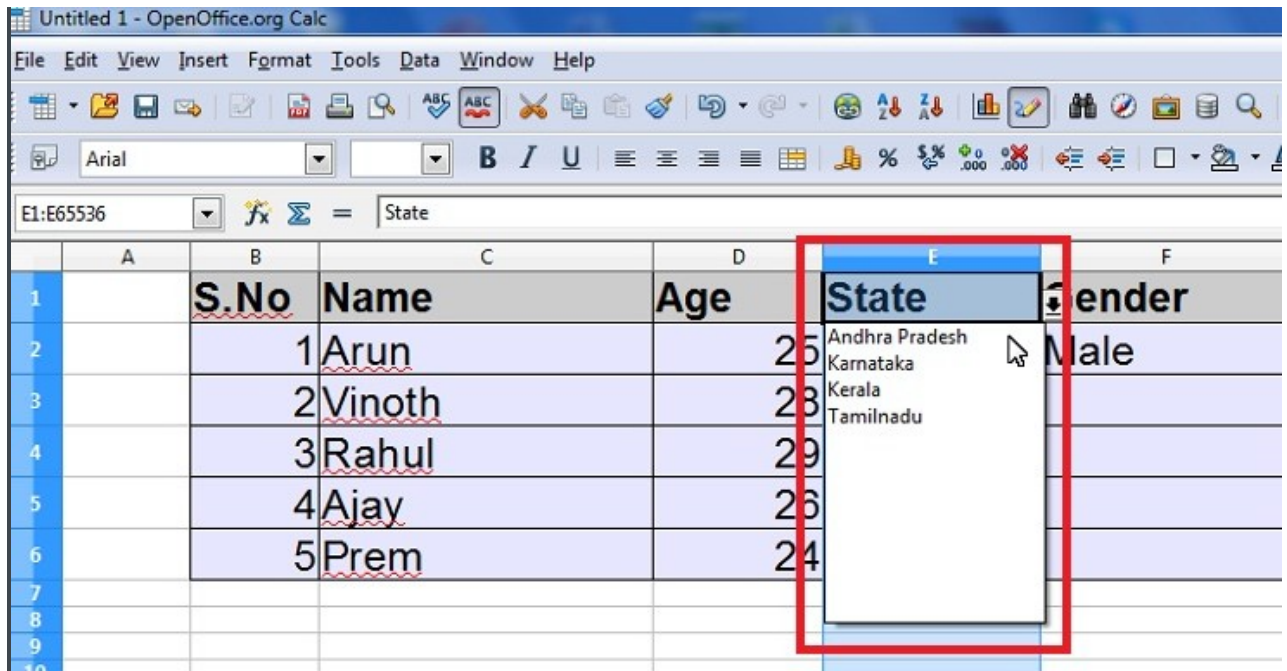 Untitled 1 - OpenOffice.org Calc
File Edit View Insert Format Tools Data Window Help
Arial
E1:E65536 State
A B C D E F
1 S.No Name Age State Gender
2 1 Arun 25 Andhra Pradesh Male
Karnataka
3 2 Vinoth 28 Kerala
Tamilnadu
4 3 Rahul 29
5 4 Ajay 26
6 5 Prem 24
7
8
9
10